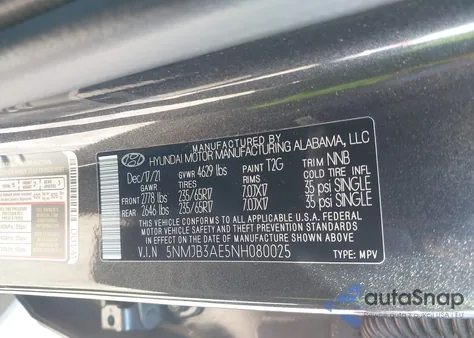 MANUFACTURED BY
HYUNDAI MOTOR MANUFACTURING ALABAMA, LLC
Dec/17/21 GVWR 4629 lbs PAINT T2G TRIM NNB
GAWR TIRES RIMS COLD TIRE INFL
FRONT 2778 lbs 235/65R17 7.0JX17 35 psi SINGLE
REAR 2646 lbs 235/65R17 7.0JX17 35 psi SINGLE
THIS VEHICLE CONFORMS TO ALL APPLICABLE U.S.A. FEDERAL
MOTOR VEHICLE SAFETY, BUMPER, AND THEFT PREVENTION
STANDARDS IN EFFECT ON THE DATE OF MANUFACTURE SHOWN ABOVE.
V.I.N 5NMJB3AE5NH080025 TYPE: MPV
autoSnap